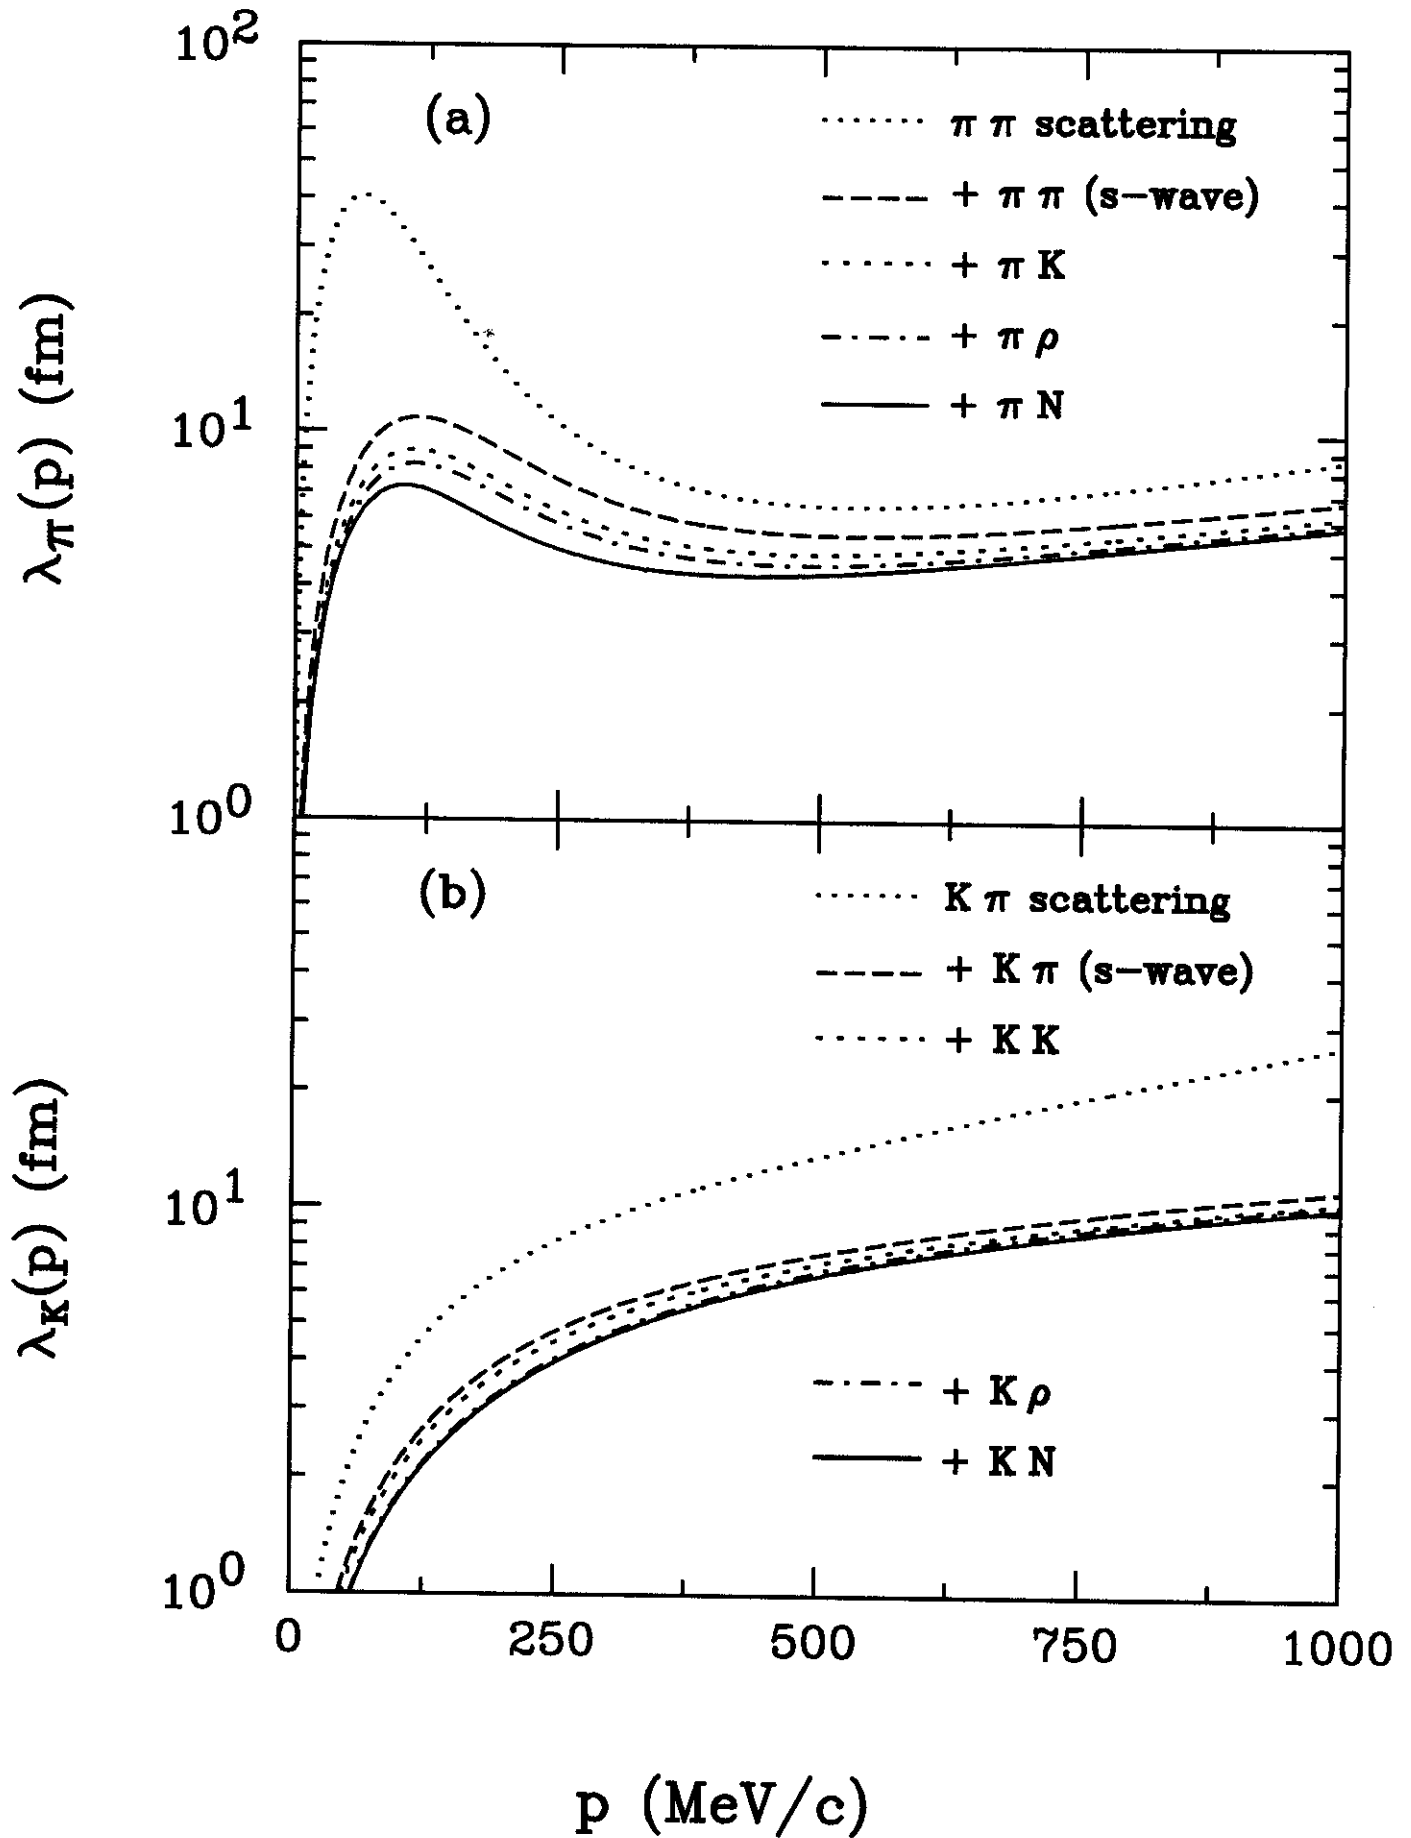 10²
(a)
π π scattering
+ π π (s-wave)
+ π K
+ π ρ
+ π N
λπ(p) (fm)
10¹
10⁰
(b)
K π scattering
+ K π (s-wave)
+ K K
λK(p) (fm)
10¹
+ K ρ
+ K N
10⁰
0 250 500 750 1000
p (MeV/c)